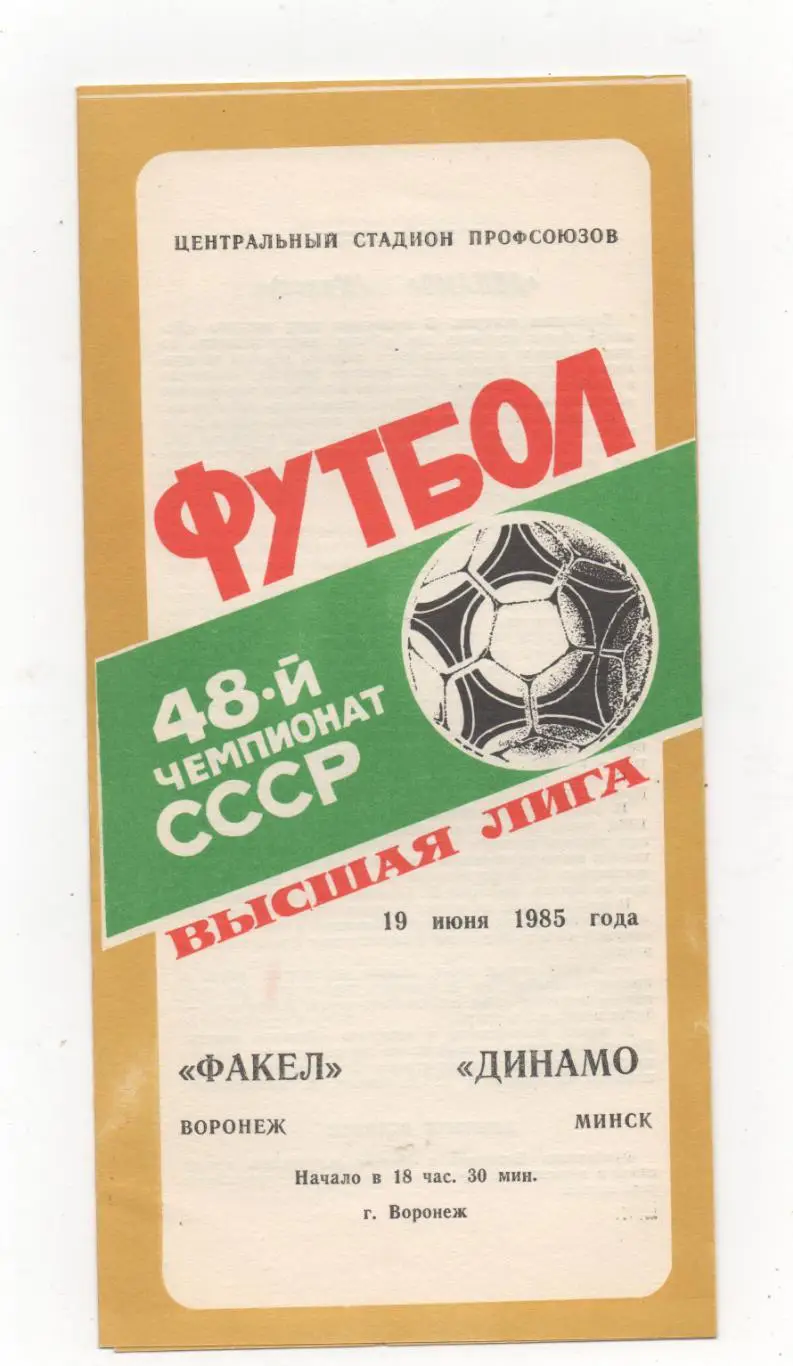 ЦЕНТРАЛЬНЫЙ СТАДИОН ПРОФСОЮЗОВ
ФУТБОЛ
48-й
ЧЕМПИОНАТ
СССР
ВЫСШАЯ ЛИГА
19 июня 1985 года
«ФАКЕЛ» «ДИНАМО
ВОРОНЕЖ МИНСК
Начало в 18 час. 30 мин.
г. Воронеж